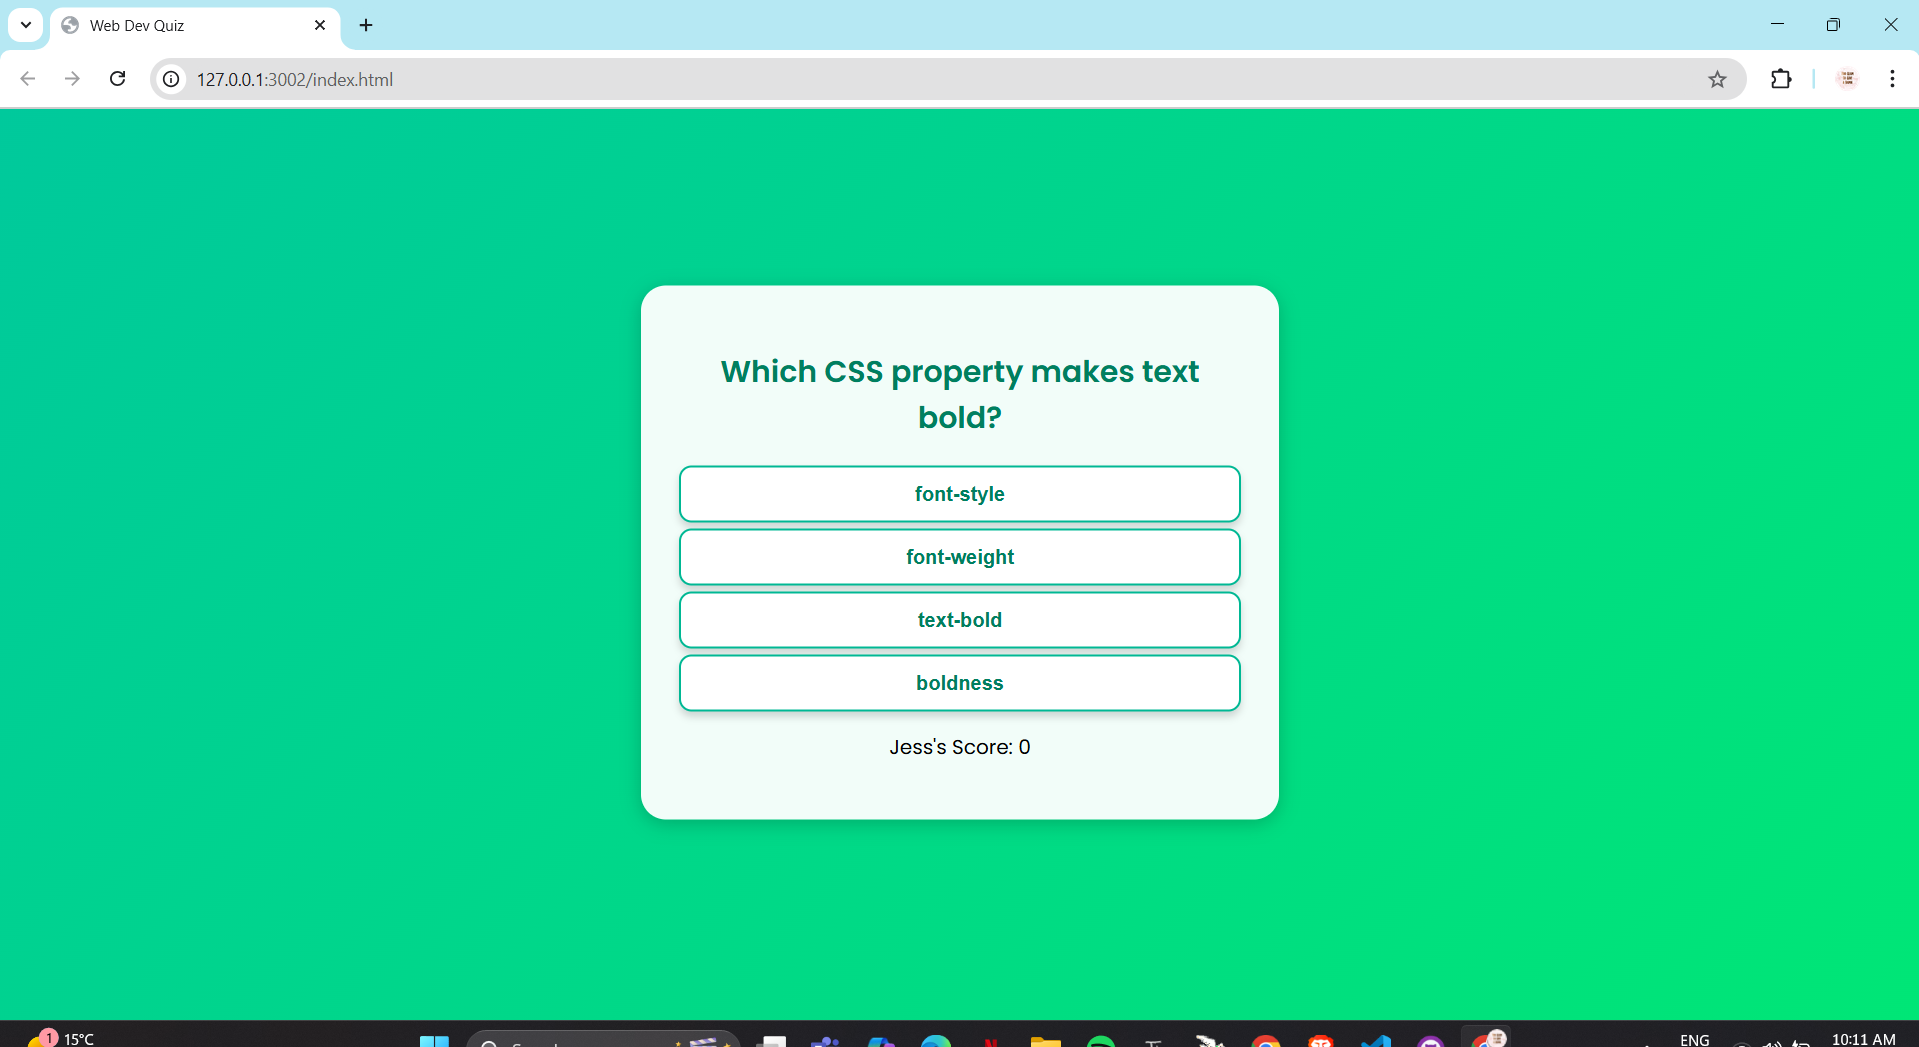 Web Dev Quiz
127.0.0.1:3002/index.html
Which CSS property makes text
bold?
font-style
font-weight
text-bold
boldness
Jess's Score: 0
1
15°C
ENG
10:11 AM